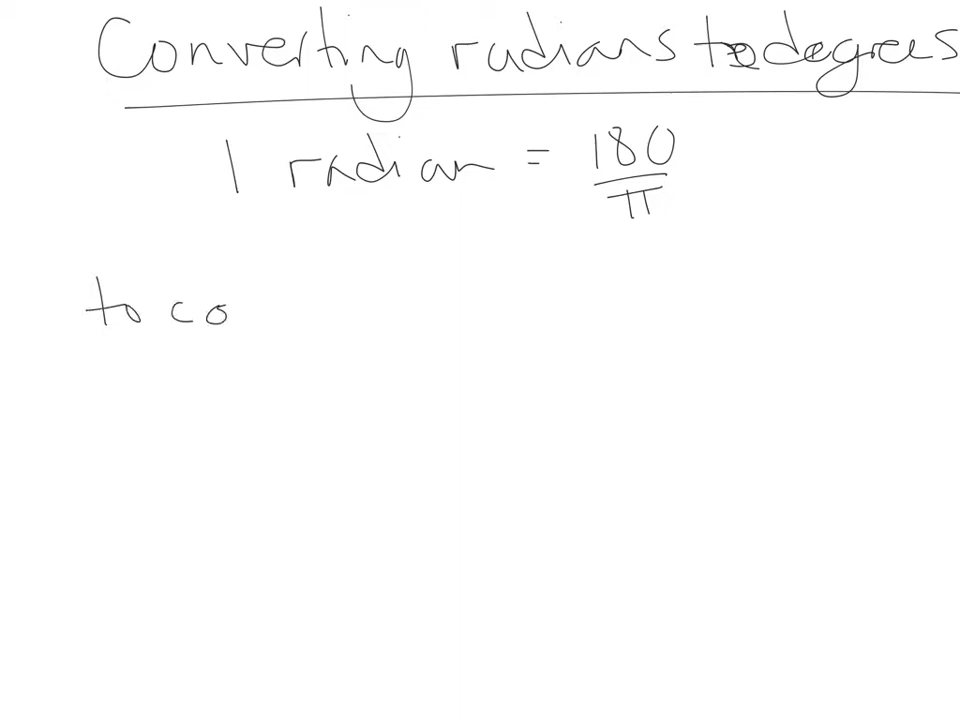 Converting radians to degrees
1 radian = 180/π
to co